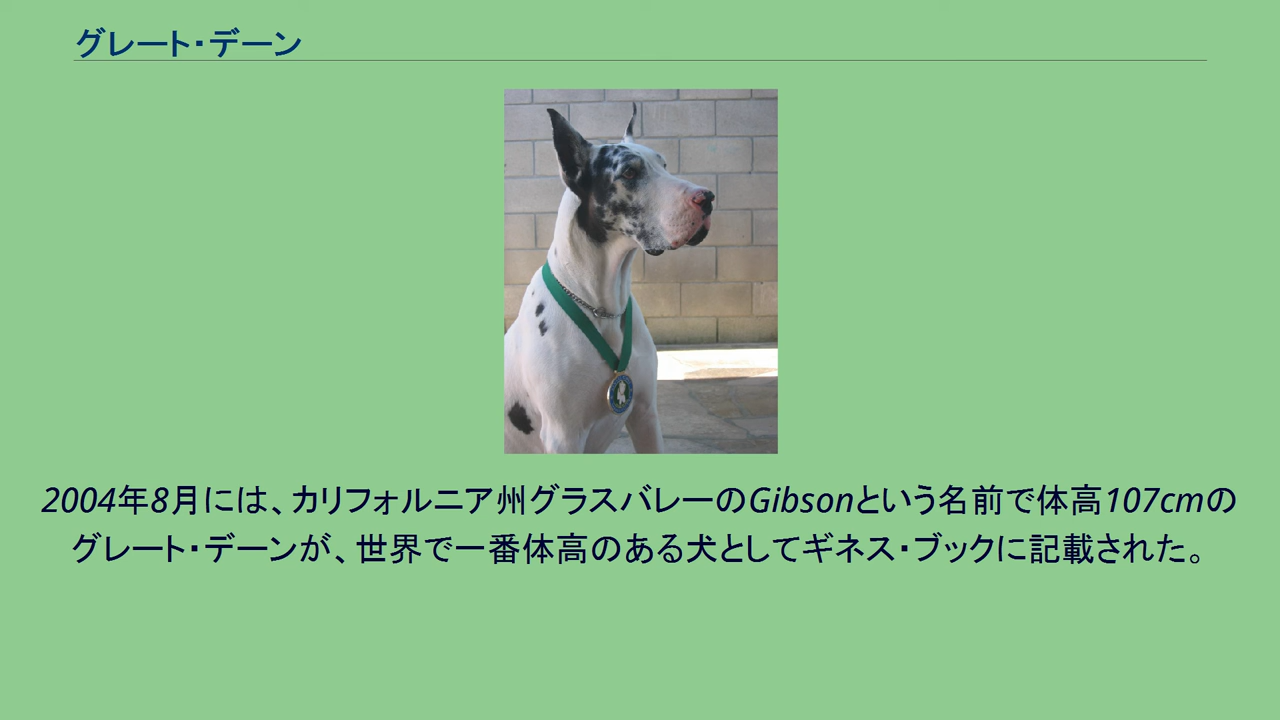 グレート・デーン
2004年8月には、カリフォルニア州グラスバレーのGibsonという名前で体高107cmの
グレート・デーンが、世界で一番体高のある犬としてギネス・ブックに記載された。